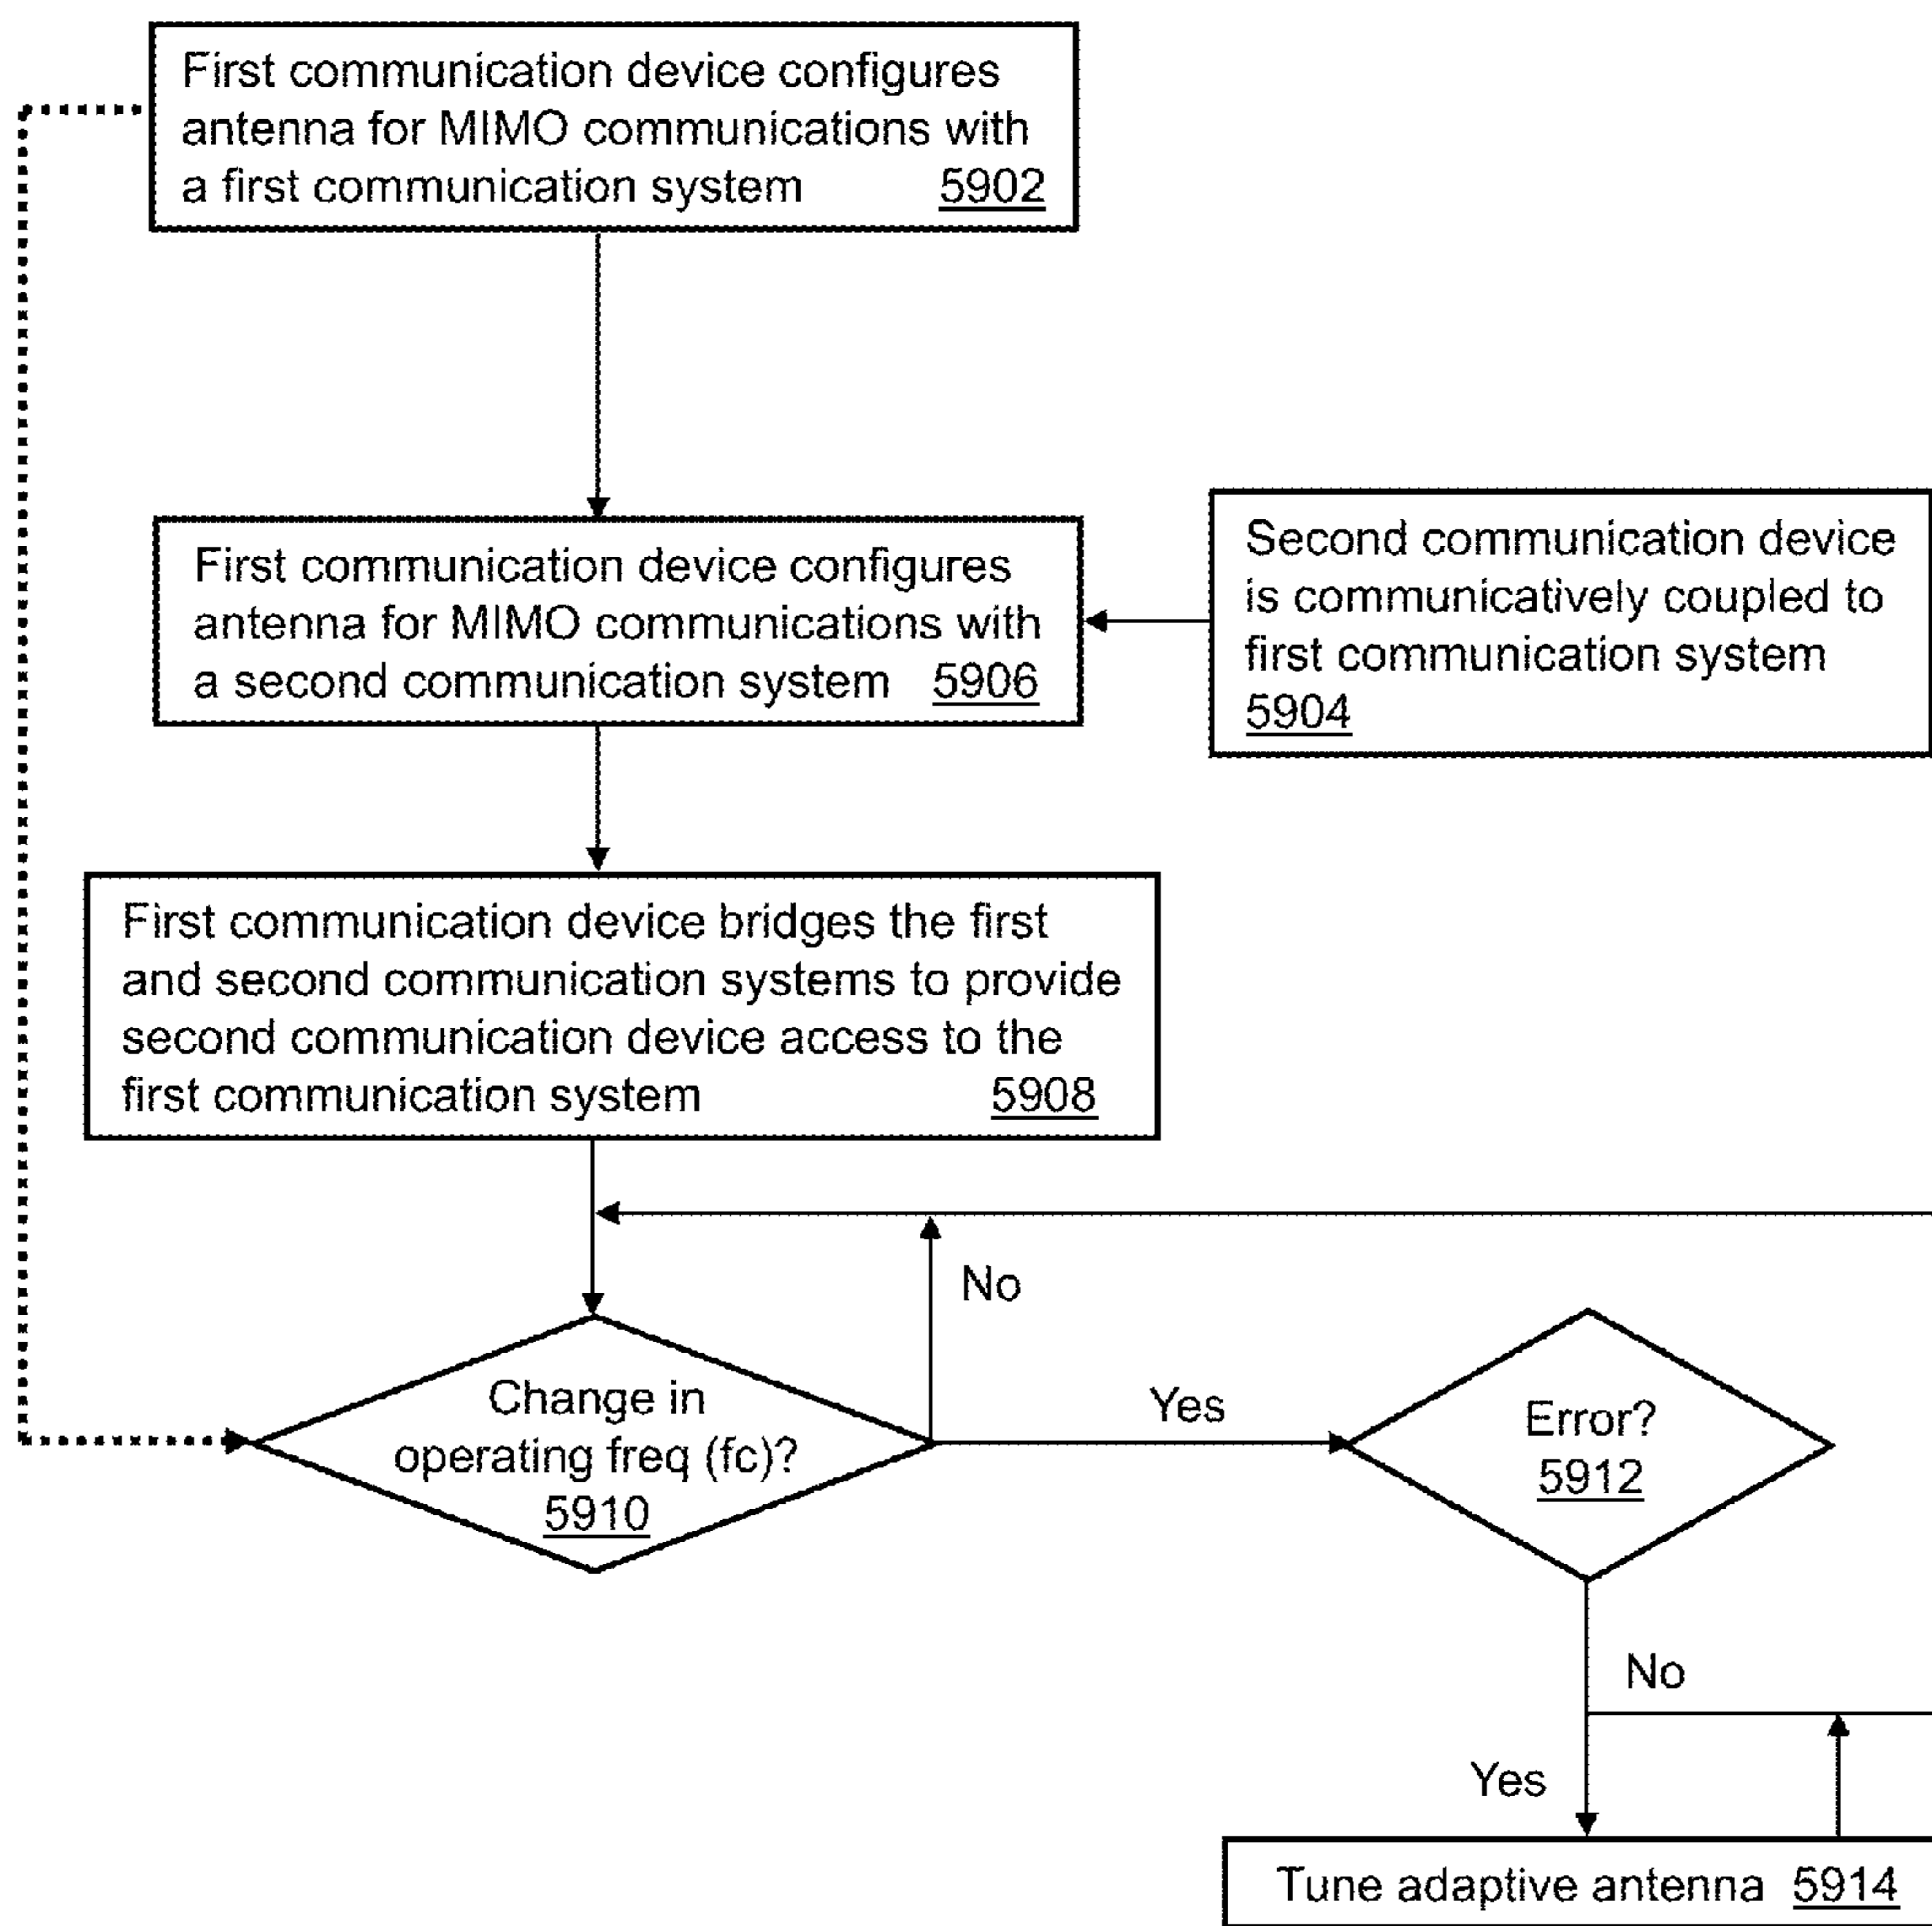 First communication device configures
antenna for MIMO communications with
a first communication system 5902
First communication device configures
antenna for MIMO communications with
a second communication system 5906
Second communication device
is communicatively coupled to
first communication system
5904
First communication device bridges the first
and second communication systems to provide
second communication device access to the
first communication system 5908
No
Change in
operating freq (fc)?
5910
Yes
Error?
5912
No
Yes
Tune adaptive antenna 5914